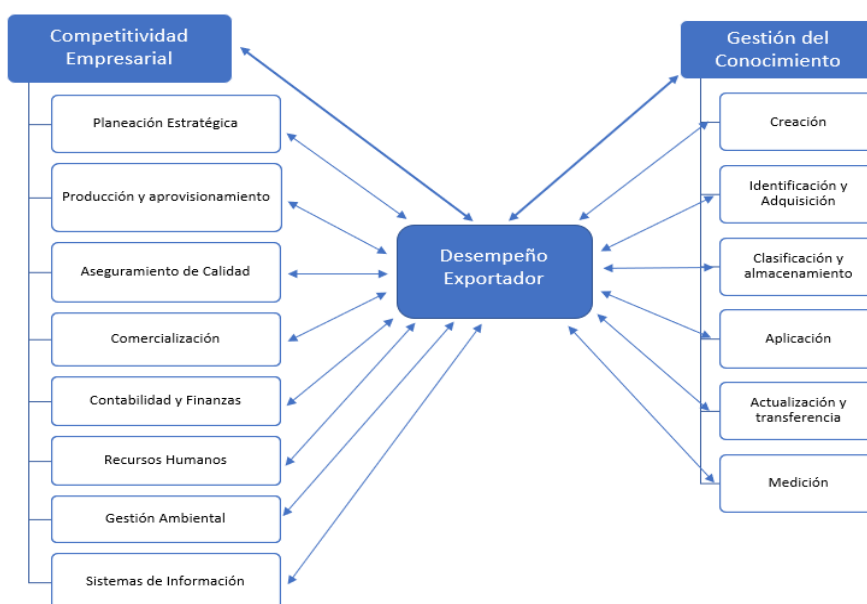 Competitividad
Empresarial
Planeación Estratégica
Producción y aprovisionamiento
Aseguramiento de Calidad
Comercialización
Contabilidad y Finanzas
Recursos Humanos
Gestión Ambiental
Sistemas de Información
Desempeño
Exportador
Gestión del
Conocimiento
Creación
Identificación y
Adquisición
Clasificación y
almacenamiento
Aplicación
Actualización y
transferencia
Medición